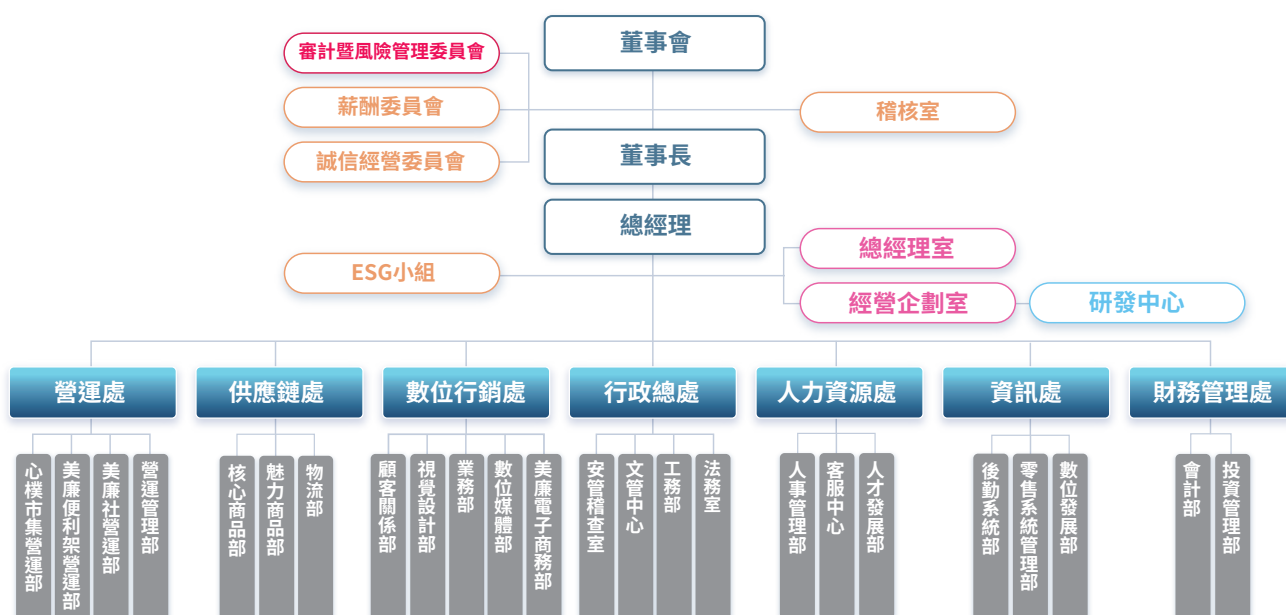 董事會
審計暨風險管理委員會
薪酬委員會
稽核室
誠信經營委員會
董事長
總經理
ESG小組
總經理室
經營企劃室
研發中心
營運處
供應鏈處
數位行銷處
行政總處
人力資源處
資訊處
財務管理處
心樸市集營運部
美廉便利架營運部
美廉社營運部
營運管理部
核心商品部
魅力商品部
物流部
顧客關係部
視覺設計部
業務部
數位媒體部
美廉電子商務部
安管稽查室
文管中心
工務部
法務室
人事管理部
客服中心
人才發展部
後勤系統部
零售系統管理部
數位發展部
會計部
投資管理部